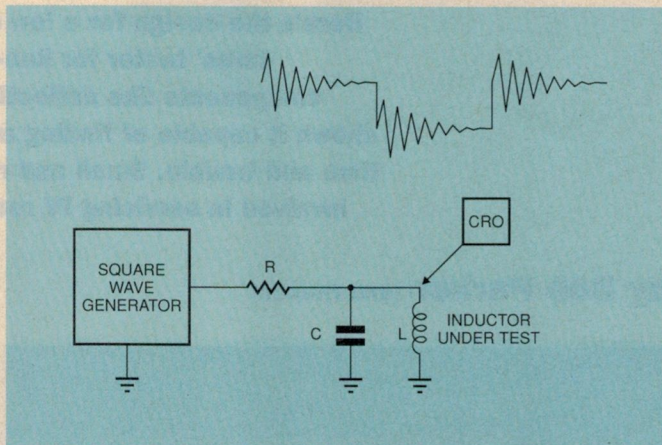 CRO
SQUARE
WAVE
GENERATOR
R
C
L
INDUCTOR
UNDER TEST